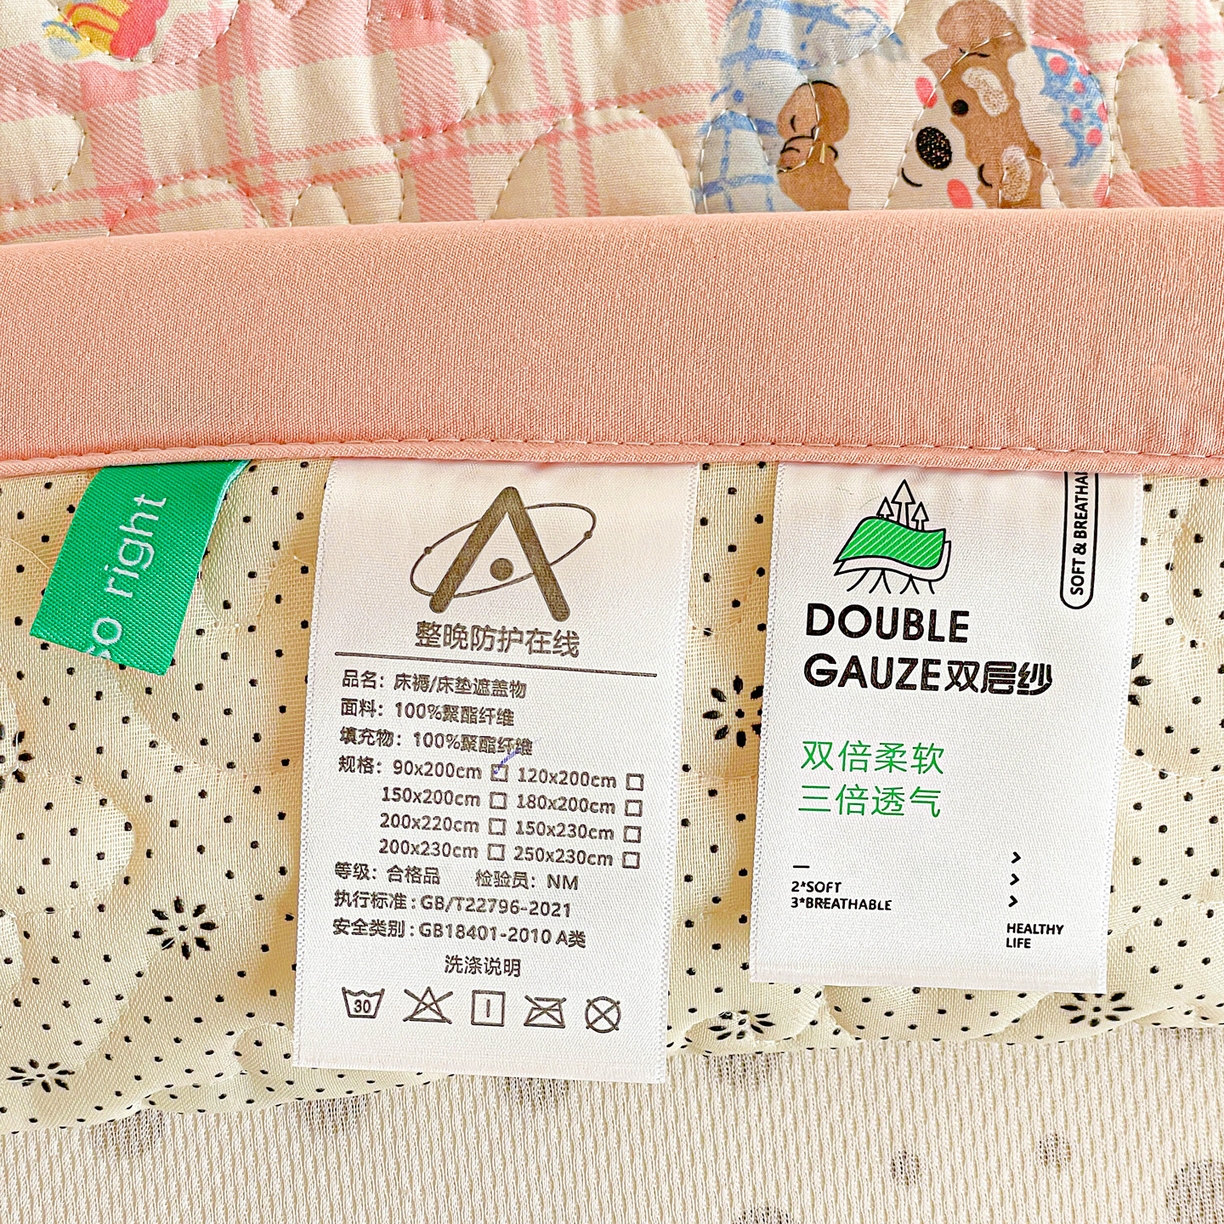 so right
整晚防护在线
品名：床褥/床垫遮盖物
面料：100%聚酯纤维
填充物：100%聚酯纤维
规格：90x200cm 120x200cm
150x200cm 180x200cm
200x220cm 150x230cm
200x230cm 250x230cm
等级：合格品 检验员：NM
执行标准：GB/T22796-2021
安全类别：GB18401-2010 A类
洗涤说明
30
SOFT & BREATHA
DOUBLE
GAUZE双层纱
双倍柔软
三倍透气
2*SOFT
3*BREATHABLE
HEALTHY
LIFE